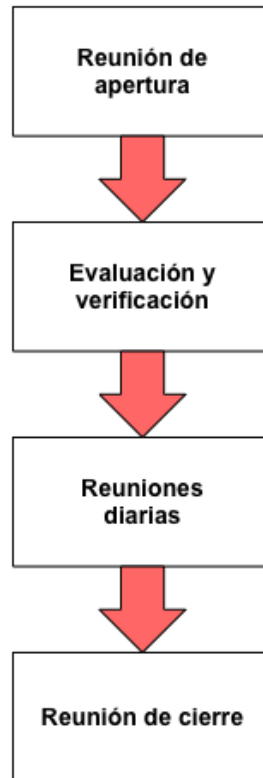 Reunión de
apertura
Evaluación y
verificación
Reuniones
diarias
Reunión de cierre